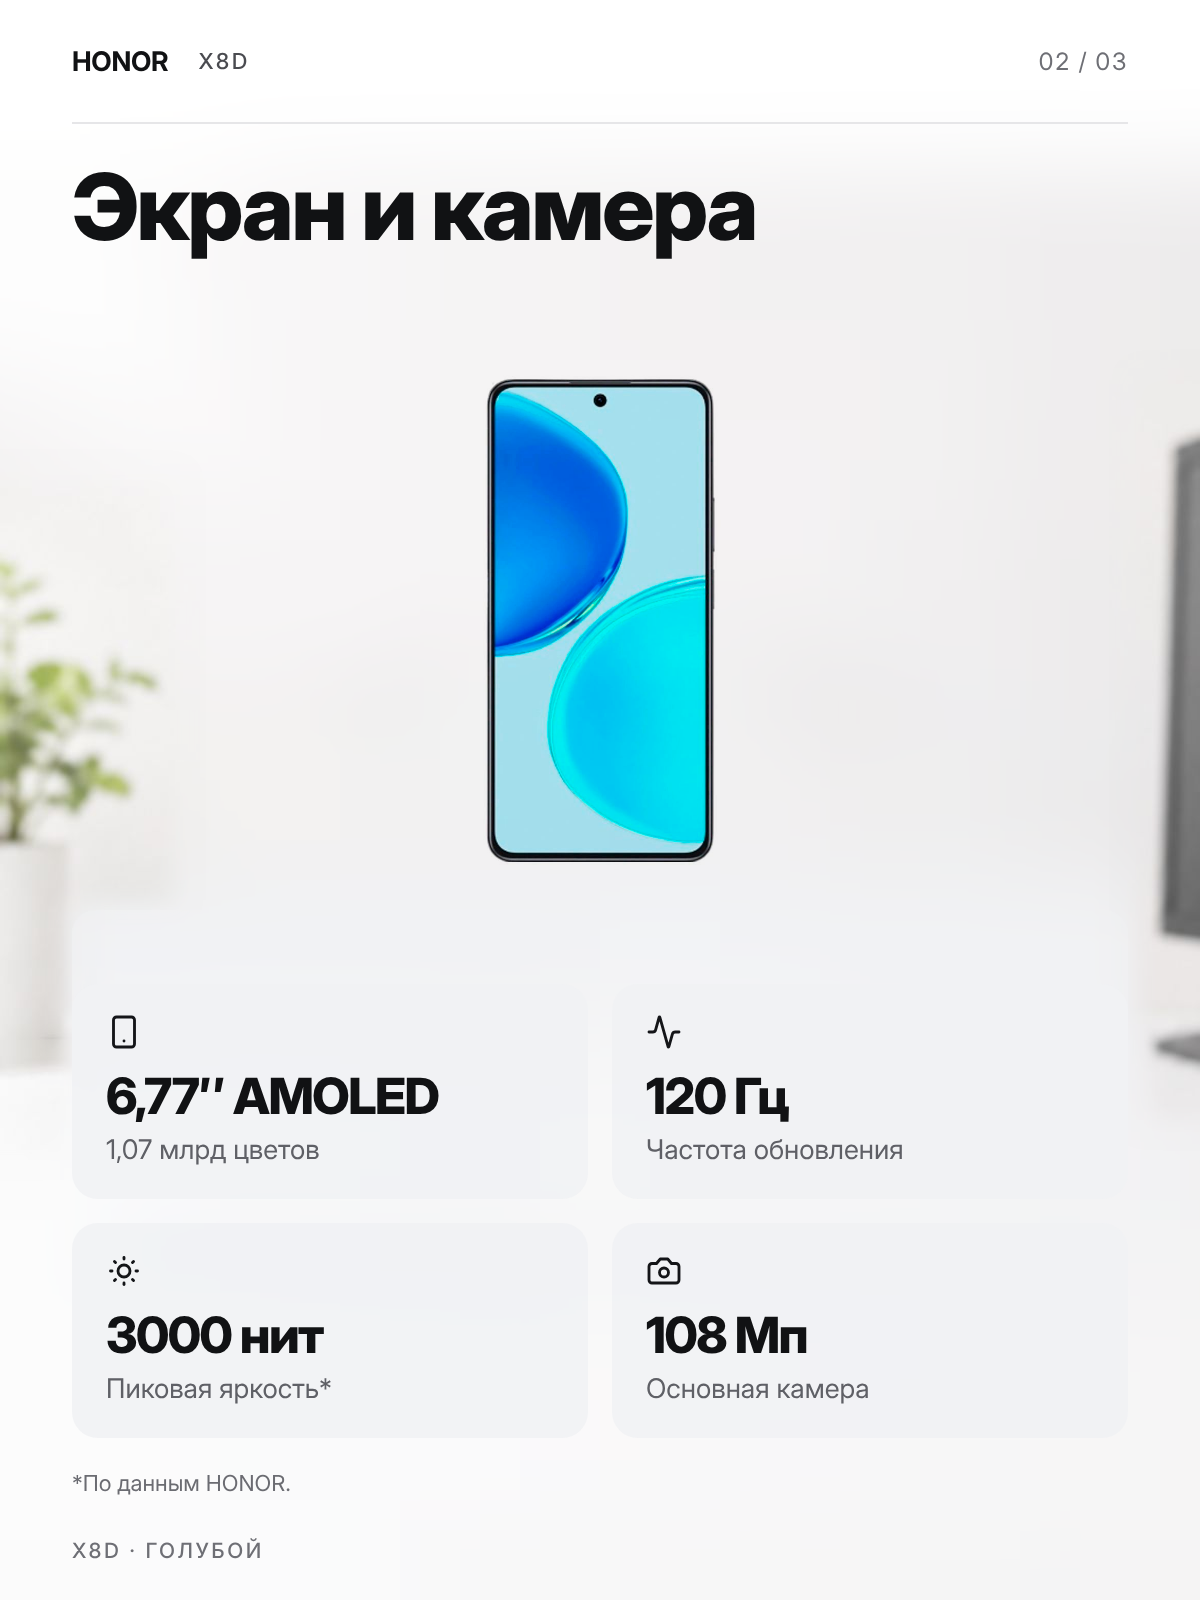 HONOR X8D 02 / 03
Экран и камера
6,77″ AMOLED
1,07 млрд цветов
120 Гц
Частота обновления
3000 нит
Пиковая яркость*
108 Мп
Основная камера
*По данным HONOR.
X8D · ГОЛУБОЙ